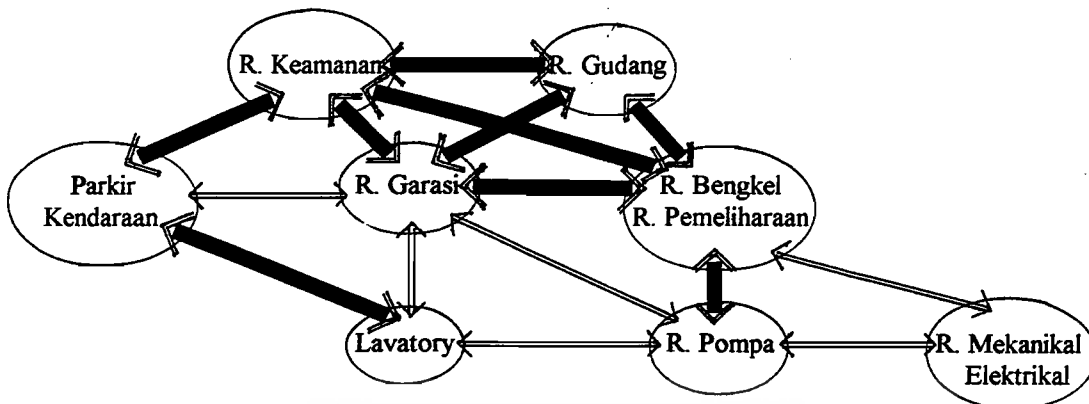 R. Keamanan
R. Gudang
Parkir
Kendaraan
R. Garasi
R. Bengkel
R. Pemeliharaan
Lavatory
R. Pompa
R. Mekanikal
Elektrikal